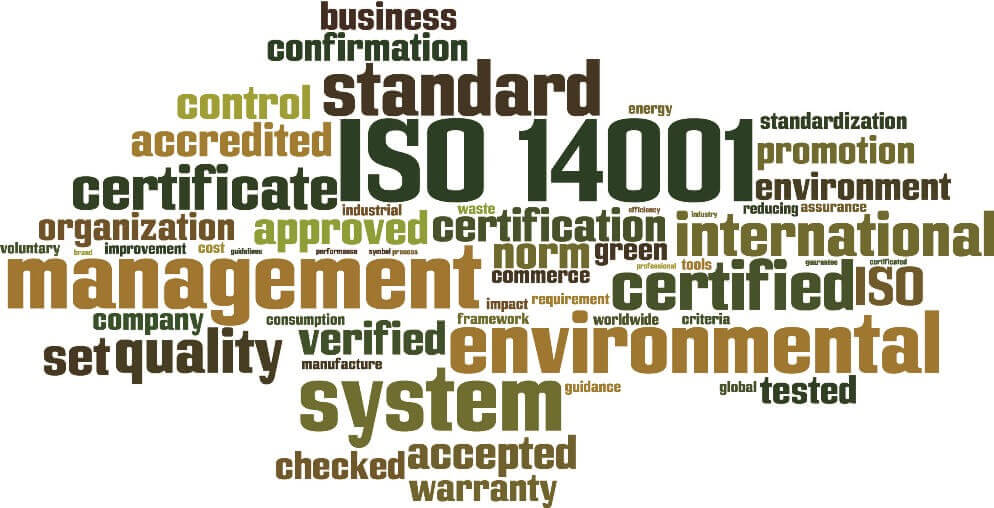 business
confirmation
standard
control
energy
accredited
ISO 14001
standardization
promotion
certificate
environment
industrial
waste
efficiency
industry
reducing
assurance
organization
approved
certification
international
voluntary
brand
improvement
cost
guidelines
performance
symbol
process
norm
green
management
commerce
professional
tools
guarantee
certificated
certified
ISO
impact
requirement
company
consumption
verified
framework
worldwide
criteria
environmental
set
quality
manufacture
system
guidance
global
tested
checked
accepted
warranty